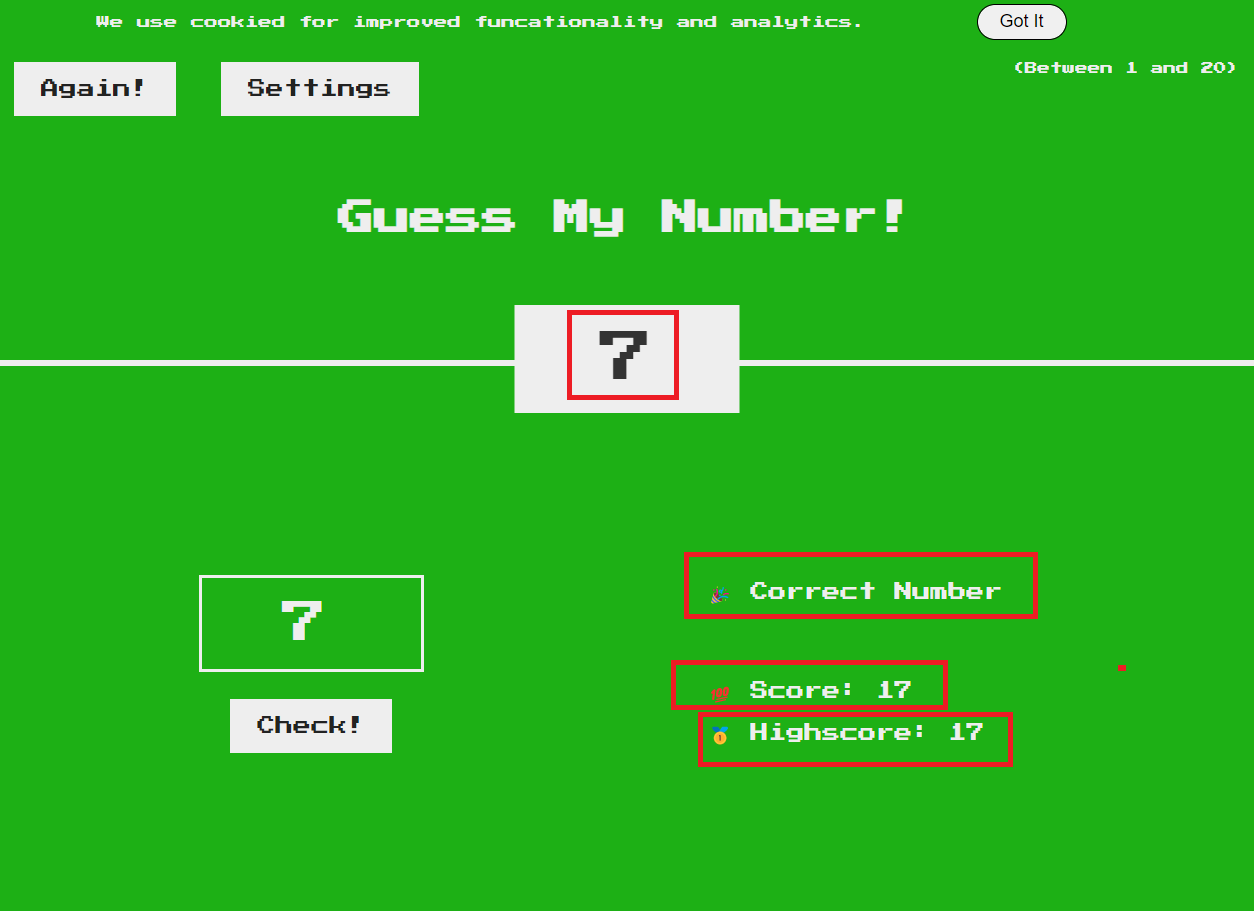 We use cookied for improved funcationality and analytics.
Got It
Again!
Settings
(Between 1 and 20)
Guess My Number!
7
7
Check!
🎉 Correct Number
💯 Score: 17
🥇 Highscore: 17